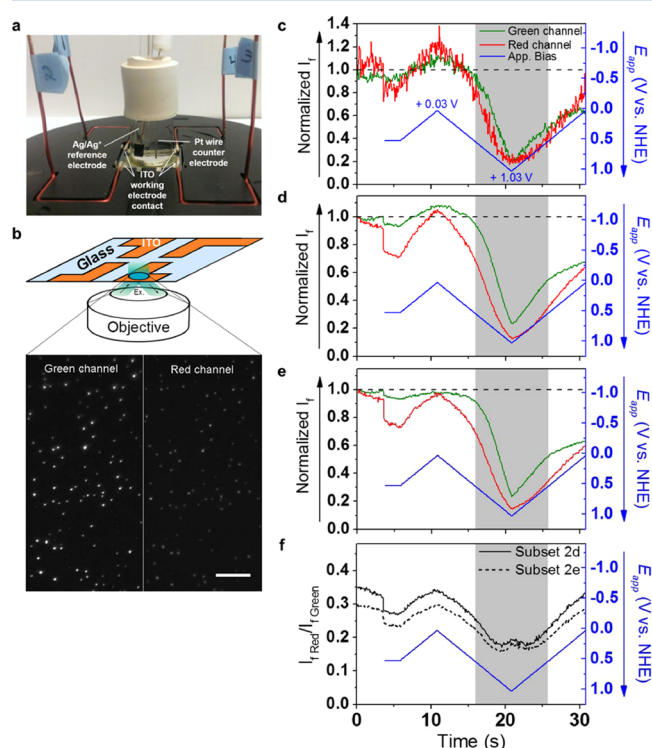 a
Ag/Ag⁺
reference
electrode
Pt wire
counter
electrode
ITO
working
electrode
contact
b
ITO
Glass
Ex.
Objective
Green channel
Red channel
c
1.4
1.2
1.0
0.8
0.6
0.4
0.2
0.0
Normalized I_f
Green channel
Red channel
App. Bias
+ 0.03 V
+ 1.03 V
-1.0
-0.5
0.0
0.5
1.0
E_app (V vs. NHE)
d
1.0
0.8
0.6
0.4
0.2
0.0
Normalized I_f
-1.0
-0.5
0.0
0.5
1.0
E_app (V vs. NHE)
e
1.0
0.8
0.6
0.4
0.2
0.0
Normalized I_f
-1.0
-0.5
0.0
0.5
1.0
E_app (V vs. NHE)
f
0.4
0.3
0.2
0.1
0.0
I_f Red/I_f Green
Subset 2d
Subset 2e
-1.0
-0.5
0.0
0.5
1.0
E_app (V vs. NHE)
0
10
20
30
Time (s)